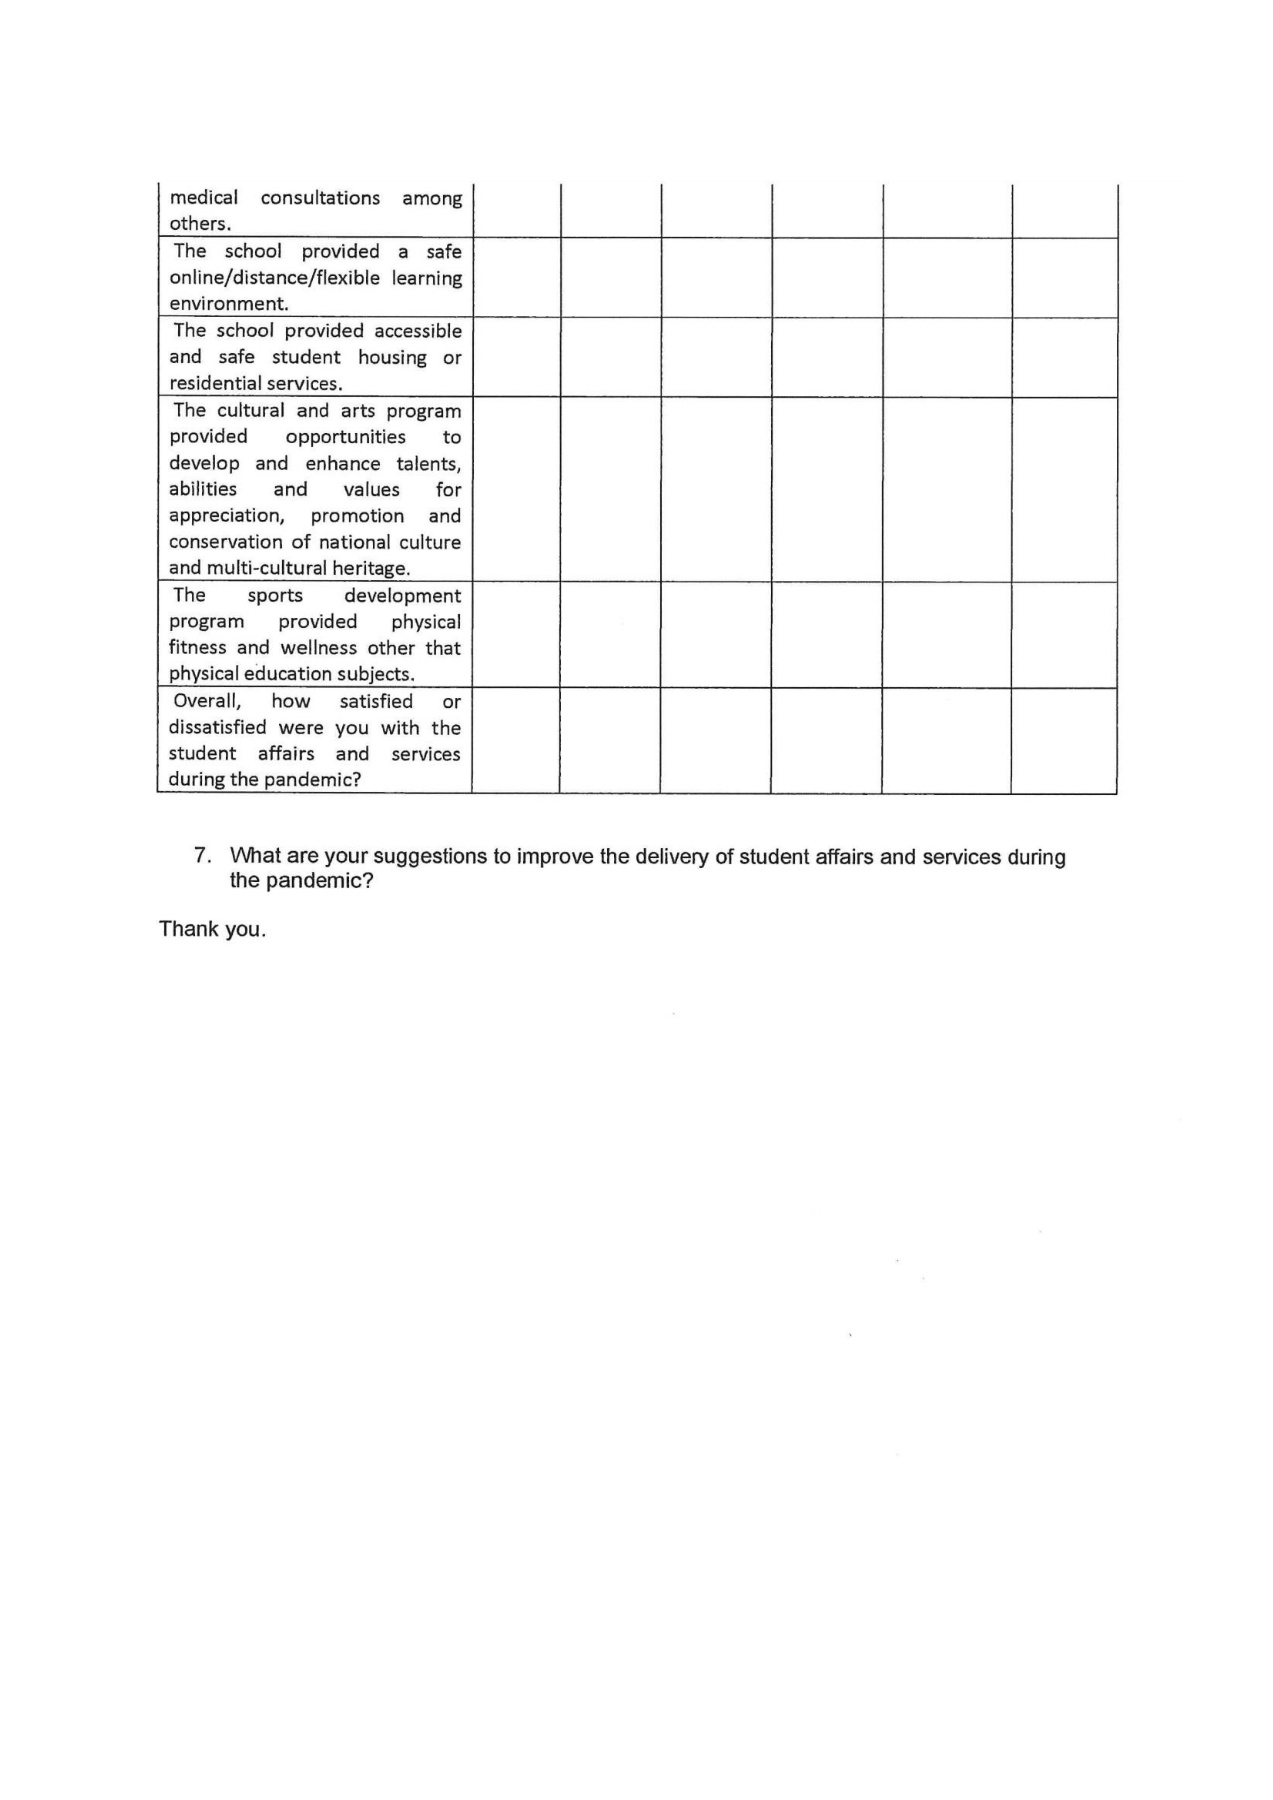 medical consultations among
others.
The school provided a safe
online/distance/flexible learning
environment.
The school provided accessible
and safe student housing or
residential services.
The cultural and arts program
provided opportunities to
develop and enhance talents,
abilities and values for
appreciation, promotion and
conservation of national culture
and multi-cultural heritage.
The sports development
program provided physical
fitness and wellness other that
physical education subjects.
Overall, how satisfied or
dissatisfied were you with the
student affairs and services
during the pandemic?
7. What are your suggestions to improve the delivery of student affairs and services during
the pandemic?
Thank you.